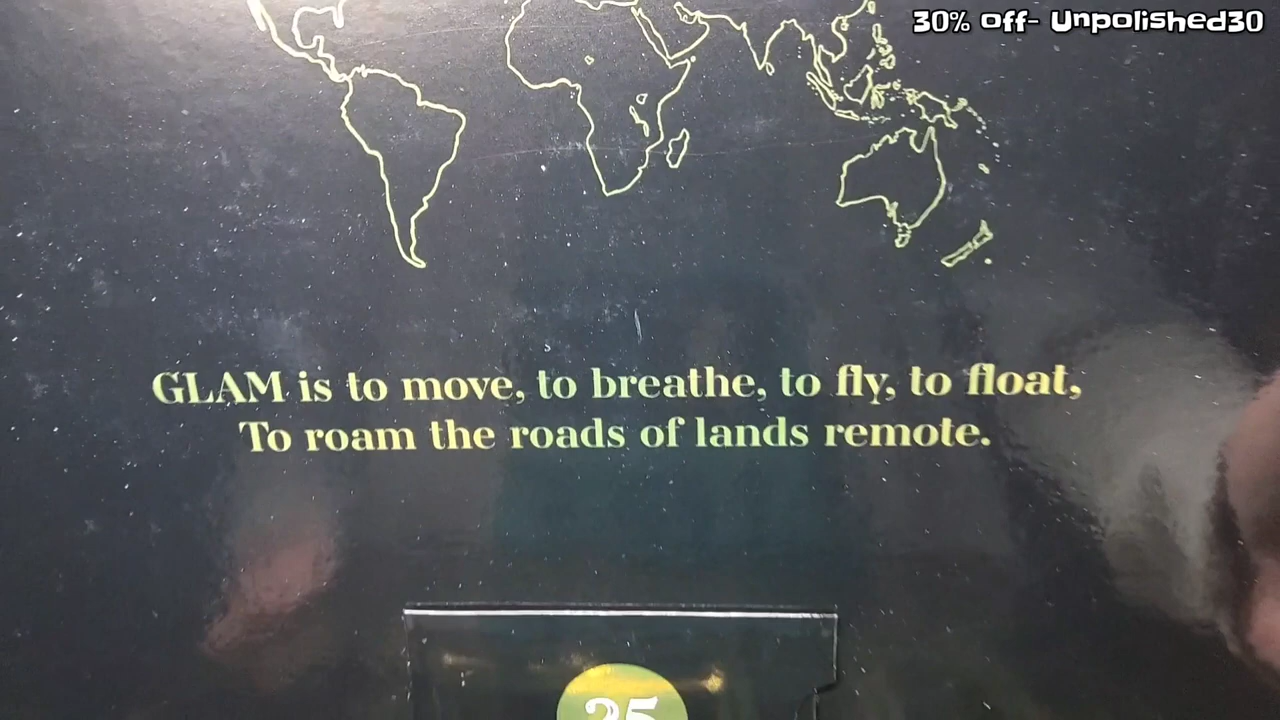 30% off- Unpolished30
GLAM is to move, to breathe, to fly, to float,
To roam the roads of lands remote.
25